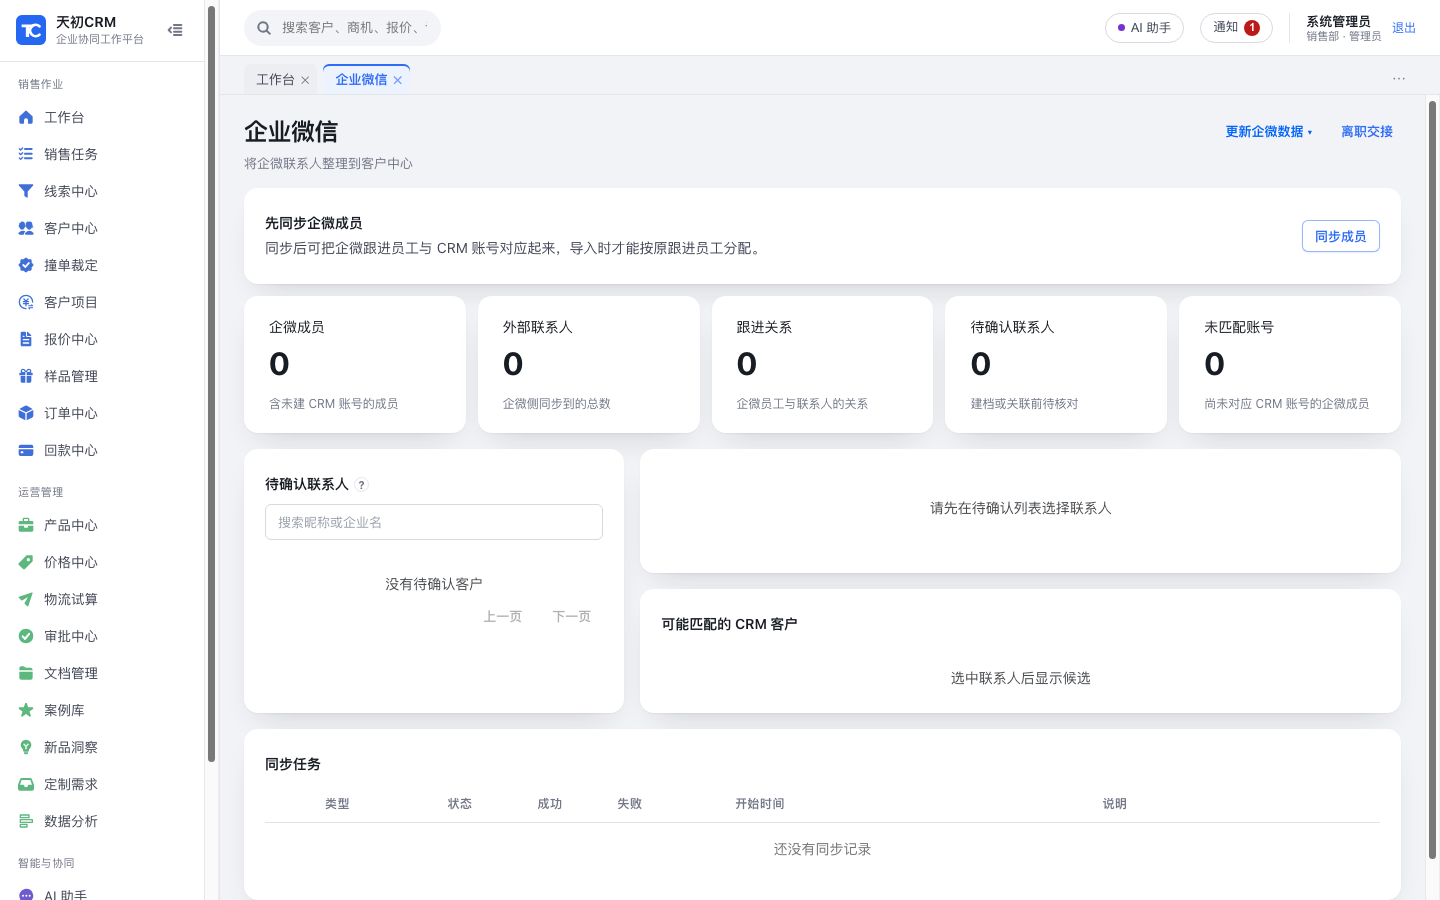 天初CRM
企业协同工作平台
搜索客户、商机、报价、
AI 助手
通知 1
系统管理员
销售部 · 管理员
退出
工作台
企业微信
...
销售作业
工作台
销售任务
线索中心
客户中心
撞单裁定
客户项目
报价中心
样品管理
订单中心
回款中心
运营管理
产品中心
价格中心
物流试算
审批中心
文档管理
案例库
新品洞察
定制需求
数据分析
智能与协同
AI 助手
企业微信
将企微联系人整理到客户中心
更新企微数据
离职交接
先同步企微成员
同步后可把企微跟进员工与 CRM 账号对应起来，导入时才能按原跟进员工分配。
同步成员
企微成员
0
含未建 CRM 账号的成员
外部联系人
0
企微侧同步到的总数
跟进关系
0
企微员工与联系人的关系
待确认联系人
0
建档或关联前待核对
未匹配账号
0
尚未对应 CRM 账号的企微成员
待确认联系人 ?
搜索昵称或企业名
没有待确认客户
上一页 下一页
请先在待确认列表选择联系人
可能匹配的 CRM 客户
选中联系人后显示候选
同步任务
类型 状态 成功 失败 开始时间 说明
还没有同步记录